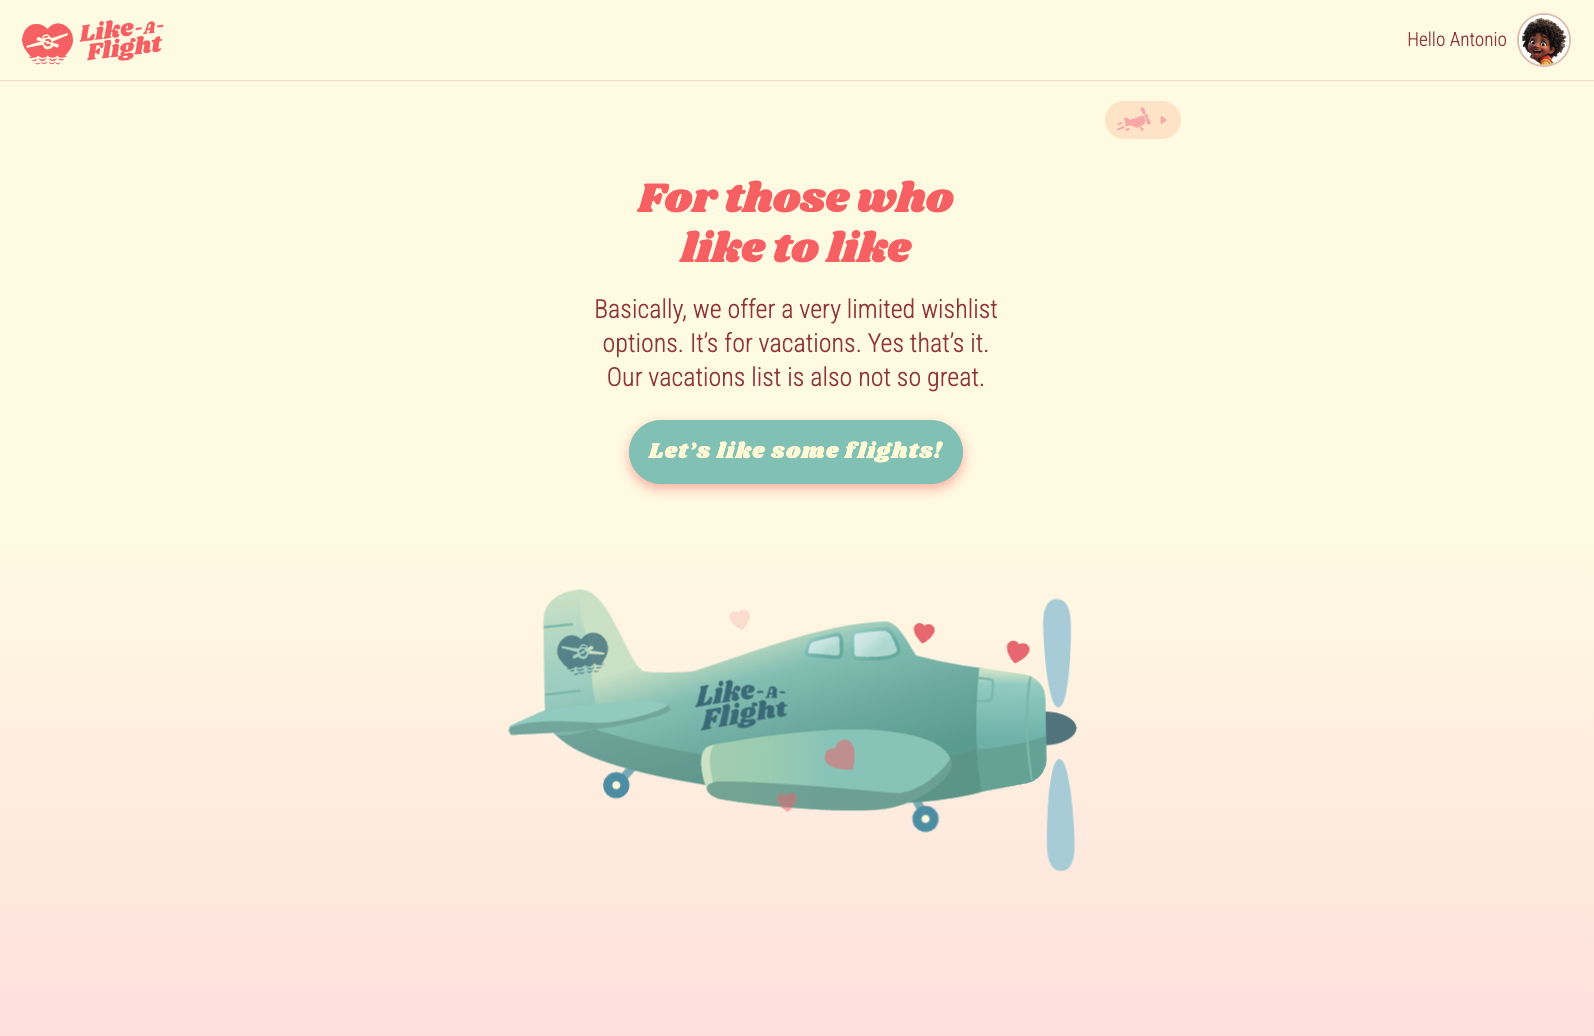 Like-A-
Flight
Hello Antonio
For those who
like to like
Basically, we offer a very limited wishlist
options. It’s for vacations. Yes that’s it.
Our vacations list is also not so great.
Let’s like some flights!
Like-A-
Flight